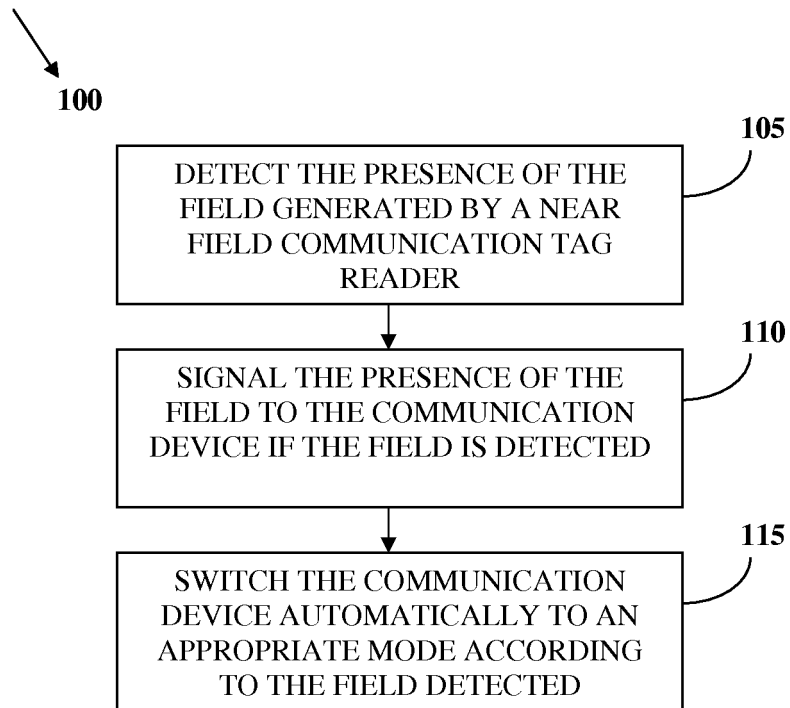 100
105
DETECT THE PRESENCE OF THE
FIELD GENERATED BY A NEAR
FIELD COMMUNICATION TAG
READER
110
SIGNAL THE PRESENCE OF THE
FIELD TO THE COMMUNICATION
DEVICE IF THE FIELD IS DETECTED
115
SWITCH THE COMMUNICATION
DEVICE AUTOMATICALLY TO AN
APPROPRIATE MODE ACCORDING
TO THE FIELD DETECTED